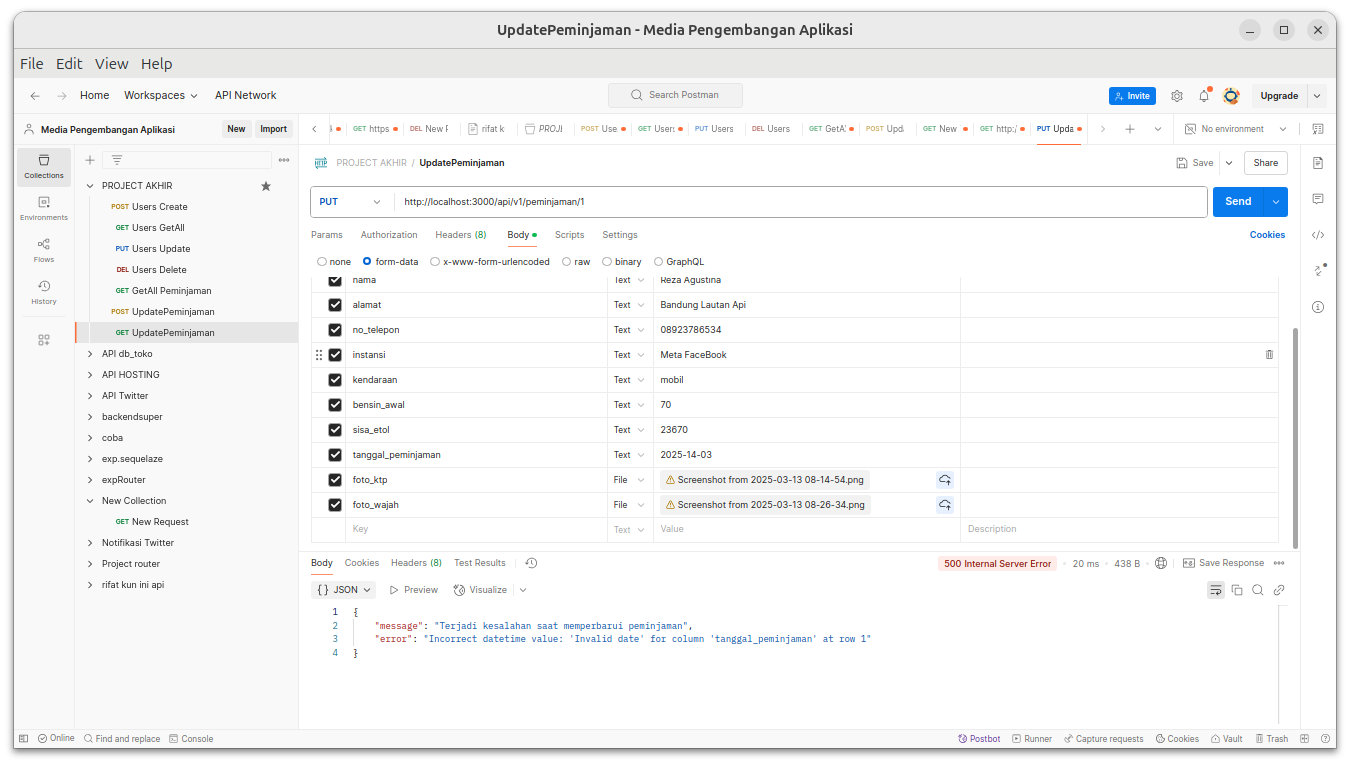 UpdatePeminjaman - Media Pengembangan Aplikasi
File Edit View Help
Home Workspaces API Network Search Postman Invite Upgrade
Media Pengembangan Aplikasi New Import
GET https POST Use. GET Users PUT Users DEL Users GET GetA POST Upd GET New GET http:/ PUT Upda No environment
DEL New F rifat k PROJI
Collections
Environments
Flows
History
PROJECT AKHIR
POST Users Create
GET Users GetAll
PUT Users Update
DEL Users Delete
GET GetAll Peminjaman
POST UpdatePeminjaman
GET UpdatePeminjaman
API db_toko
API HOSTING
API Twitter
backendsuper
coba
exp.sequelaze
expRouter
New Collection
GET New Request
Notifikasi Twitter
Project router
rifat kun ini api
HTTP PROJECT AKHIR / UpdatePeminjaman Save Share
PUT http://localhost:3000/api/v1/peminjaman/1 Send
Params Authorization Headers (8) Body Scripts Settings Cookies
none form-data x-www-form-urlencoded raw binary GraphQL
nama Text Reza Agustina
alamat Text Bandung Lautan Api
no_telepon Text 08923786534
instansi Text Meta FaceBook
kendaraan Text mobil
bensin_awal Text 70
sisa_etol Text 23670
tanggal_peminjaman Text 2025-14-03
foto_ktp File Screenshot from 2025-03-13 08-14-54.png
foto_wajah File Screenshot from 2025-03-13 08-26-34.png
Key Text Value Description
Body Cookies Headers (8) Test Results 500 Internal Server Error 20 ms 438 B Save Response
{} JSON Preview Visualize
1 {
2 "message": "Terjadi kesalahan saat memperbarui peminjaman",
3 "error": "Incorrect datetime value: 'Invalid date' for column 'tanggal_peminjaman' at row 1"
4 }
Online Find and replace Console Postbot Runner Capture requests Cookies Vault Trash